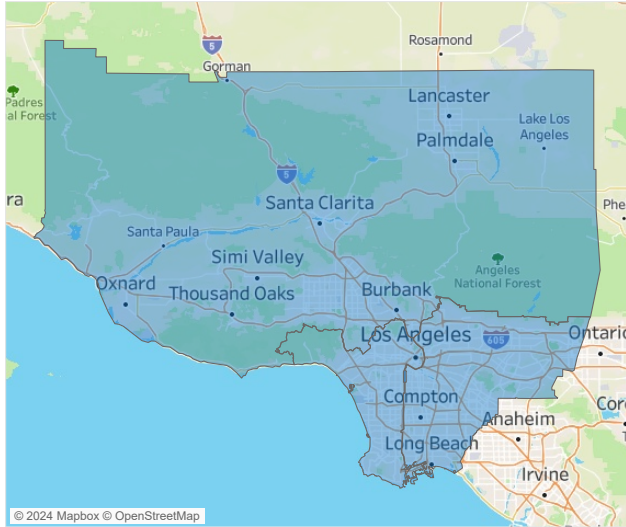 5
Rosamond
Gorman
Padres
al Forest
Lancaster
Lake Los
Angeles
Palmdale
5
ra
Santa Clarita
Phe
Santa Paula
Simi Valley
Angeles
National Forest
Oxnard
Thousand Oaks
Burbank
Los Angeles
605
Ontario
Compton
Cor
Anaheim
Long Beach
Irvine
© 2024 Mapbox © OpenStreetMap